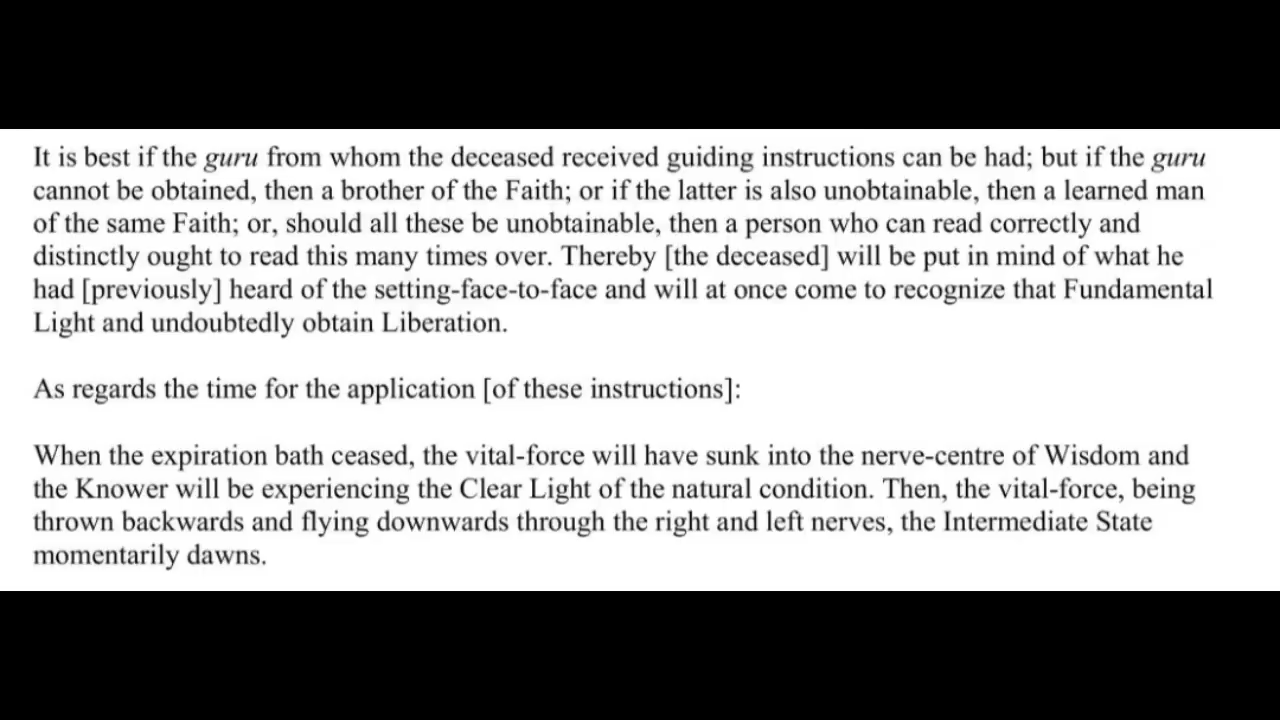 It is best if the guru from whom the deceased received guiding instructions can be had; but if the guru
cannot be obtained, then a brother of the Faith; or if the latter is also unobtainable, then a learned man
of the same Faith; or, should all these be unobtainable, then a person who can read correctly and
distinctly ought to read this many times over. Thereby [the deceased] will be put in mind of what he
had [previously] heard of the setting-face-to-face and will at once come to recognize that Fundamental
Light and undoubtedly obtain Liberation.
As regards the time for the application [of these instructions]:
When the expiration bath ceased, the vital-force will have sunk into the nerve-centre of Wisdom and
the Knower will be experiencing the Clear Light of the natural condition. Then, the vital-force, being
thrown backwards and flying downwards through the right and left nerves, the Intermediate State
momentarily dawns.